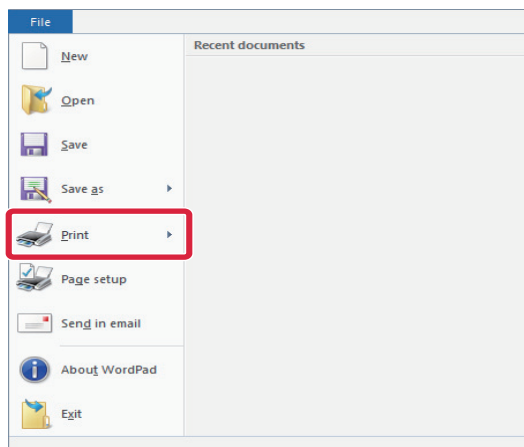 File
Recent documents
New
Open
Save
Save as
Print
Page setup
Send in email
About WordPad
Exit